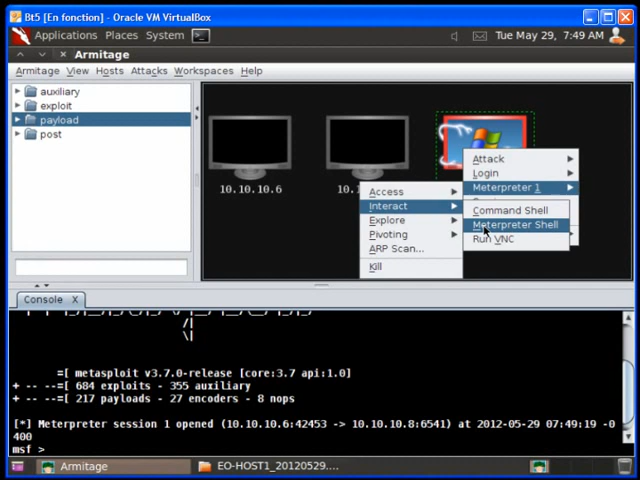 Bt5 [En fonction] - Oracle VM VirtualBox
Applications Places System Tue May 29, 7:49 AM
Armitage
Armitage View Hosts Attacks Workspaces Help
auxiliary
exploit
payload
post
Attack
Login
Meterpreter 1
10.10.10.6
Access
Interact
Explore
Pivoting
ARP Scan...
Kill
Command Shell
Meterpreter Shell
Run VNC
Console X
=[ metasploit v3.7.0-release [core:3.7 api:1.0]
+ -- --=[ 684 exploits - 355 auxiliary
+ -- --=[ 217 payloads - 27 encoders - 8 nops
[*] Meterpreter session 1 opened (10.10.10.6:42453 -> 10.10.10.8:6541) at 2012-05-29 07:49:19 -0
400
msf >
Armitage EO-HOST1_20120529....